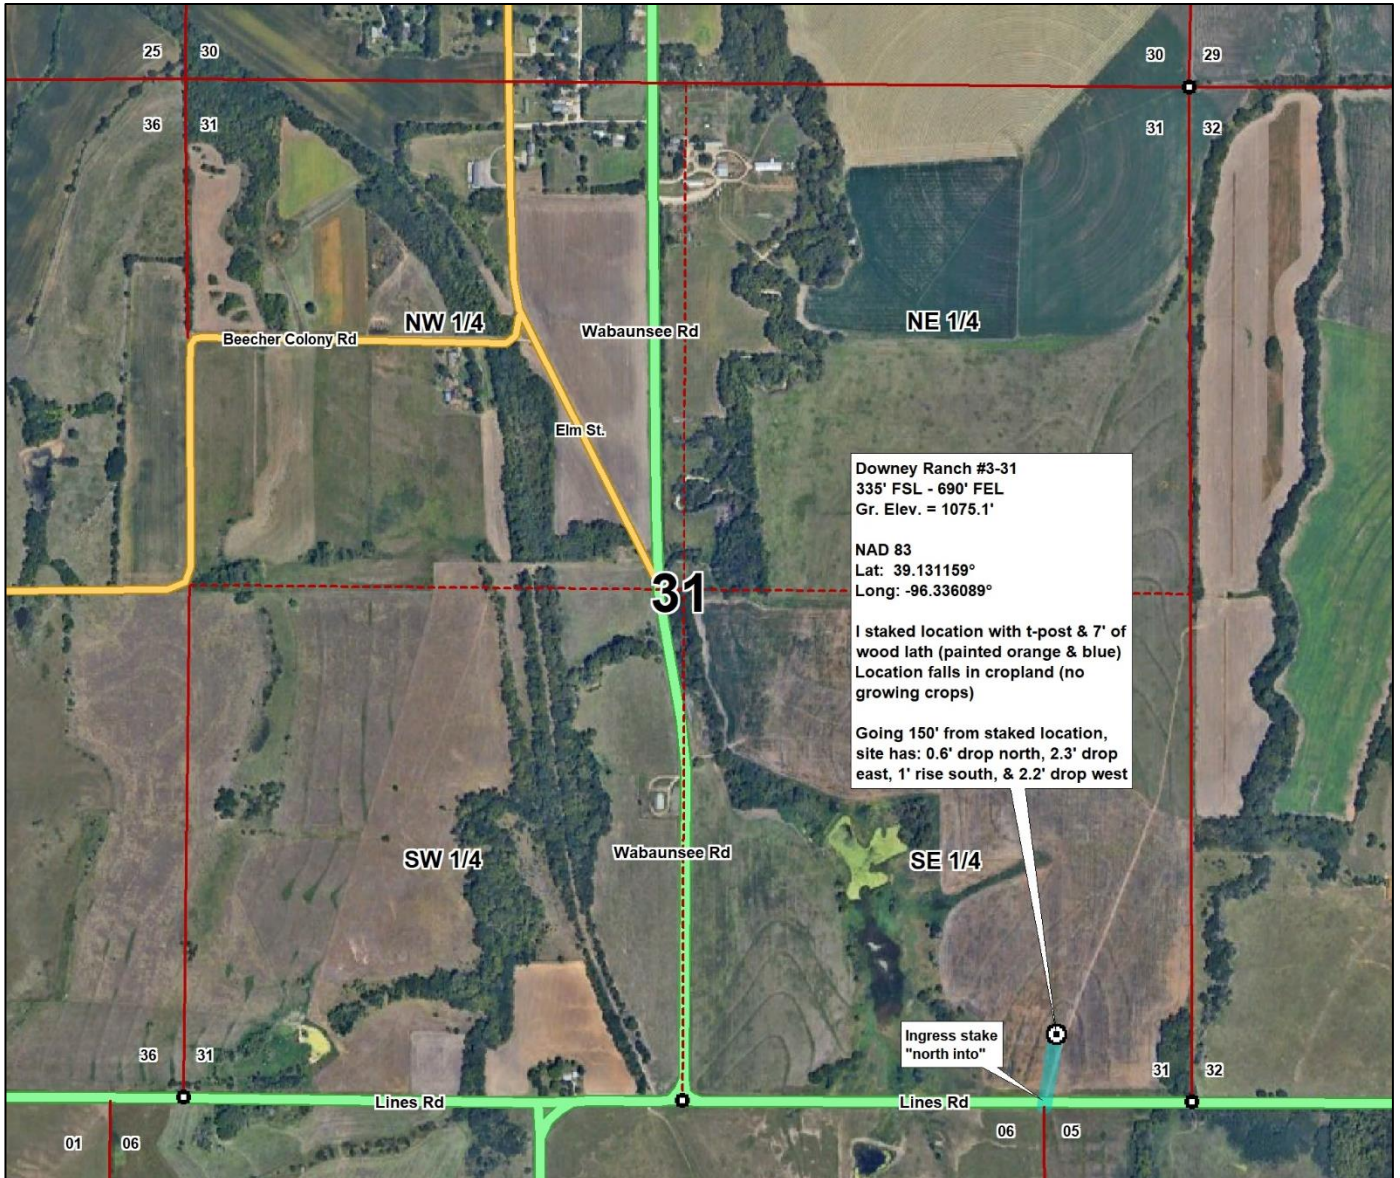 25 30
30 29
36 31
31 32
NW 1/4
Wabaunsee Rd
NE 1/4
Beecher Colony Rd
Elm St.
Downey Ranch #3-31
335' FSL - 690' FEL
Gr. Elev. = 1075.1'
NAD 83
Lat: 39.131159°
Long: -96.336089°
I staked location with t-post & 7' of
wood lath (painted orange & blue)
Location falls in cropland (no
growing crops)
Going 150' from staked location,
site has: 0.6' drop north, 2.3' drop
east, 1' rise south, & 2.2' drop west
31
SW 1/4
Wabaunsee Rd
SE 1/4
Ingress stake
"north into"
36 31
31 32
Lines Rd
Lines Rd
01 06
06 05